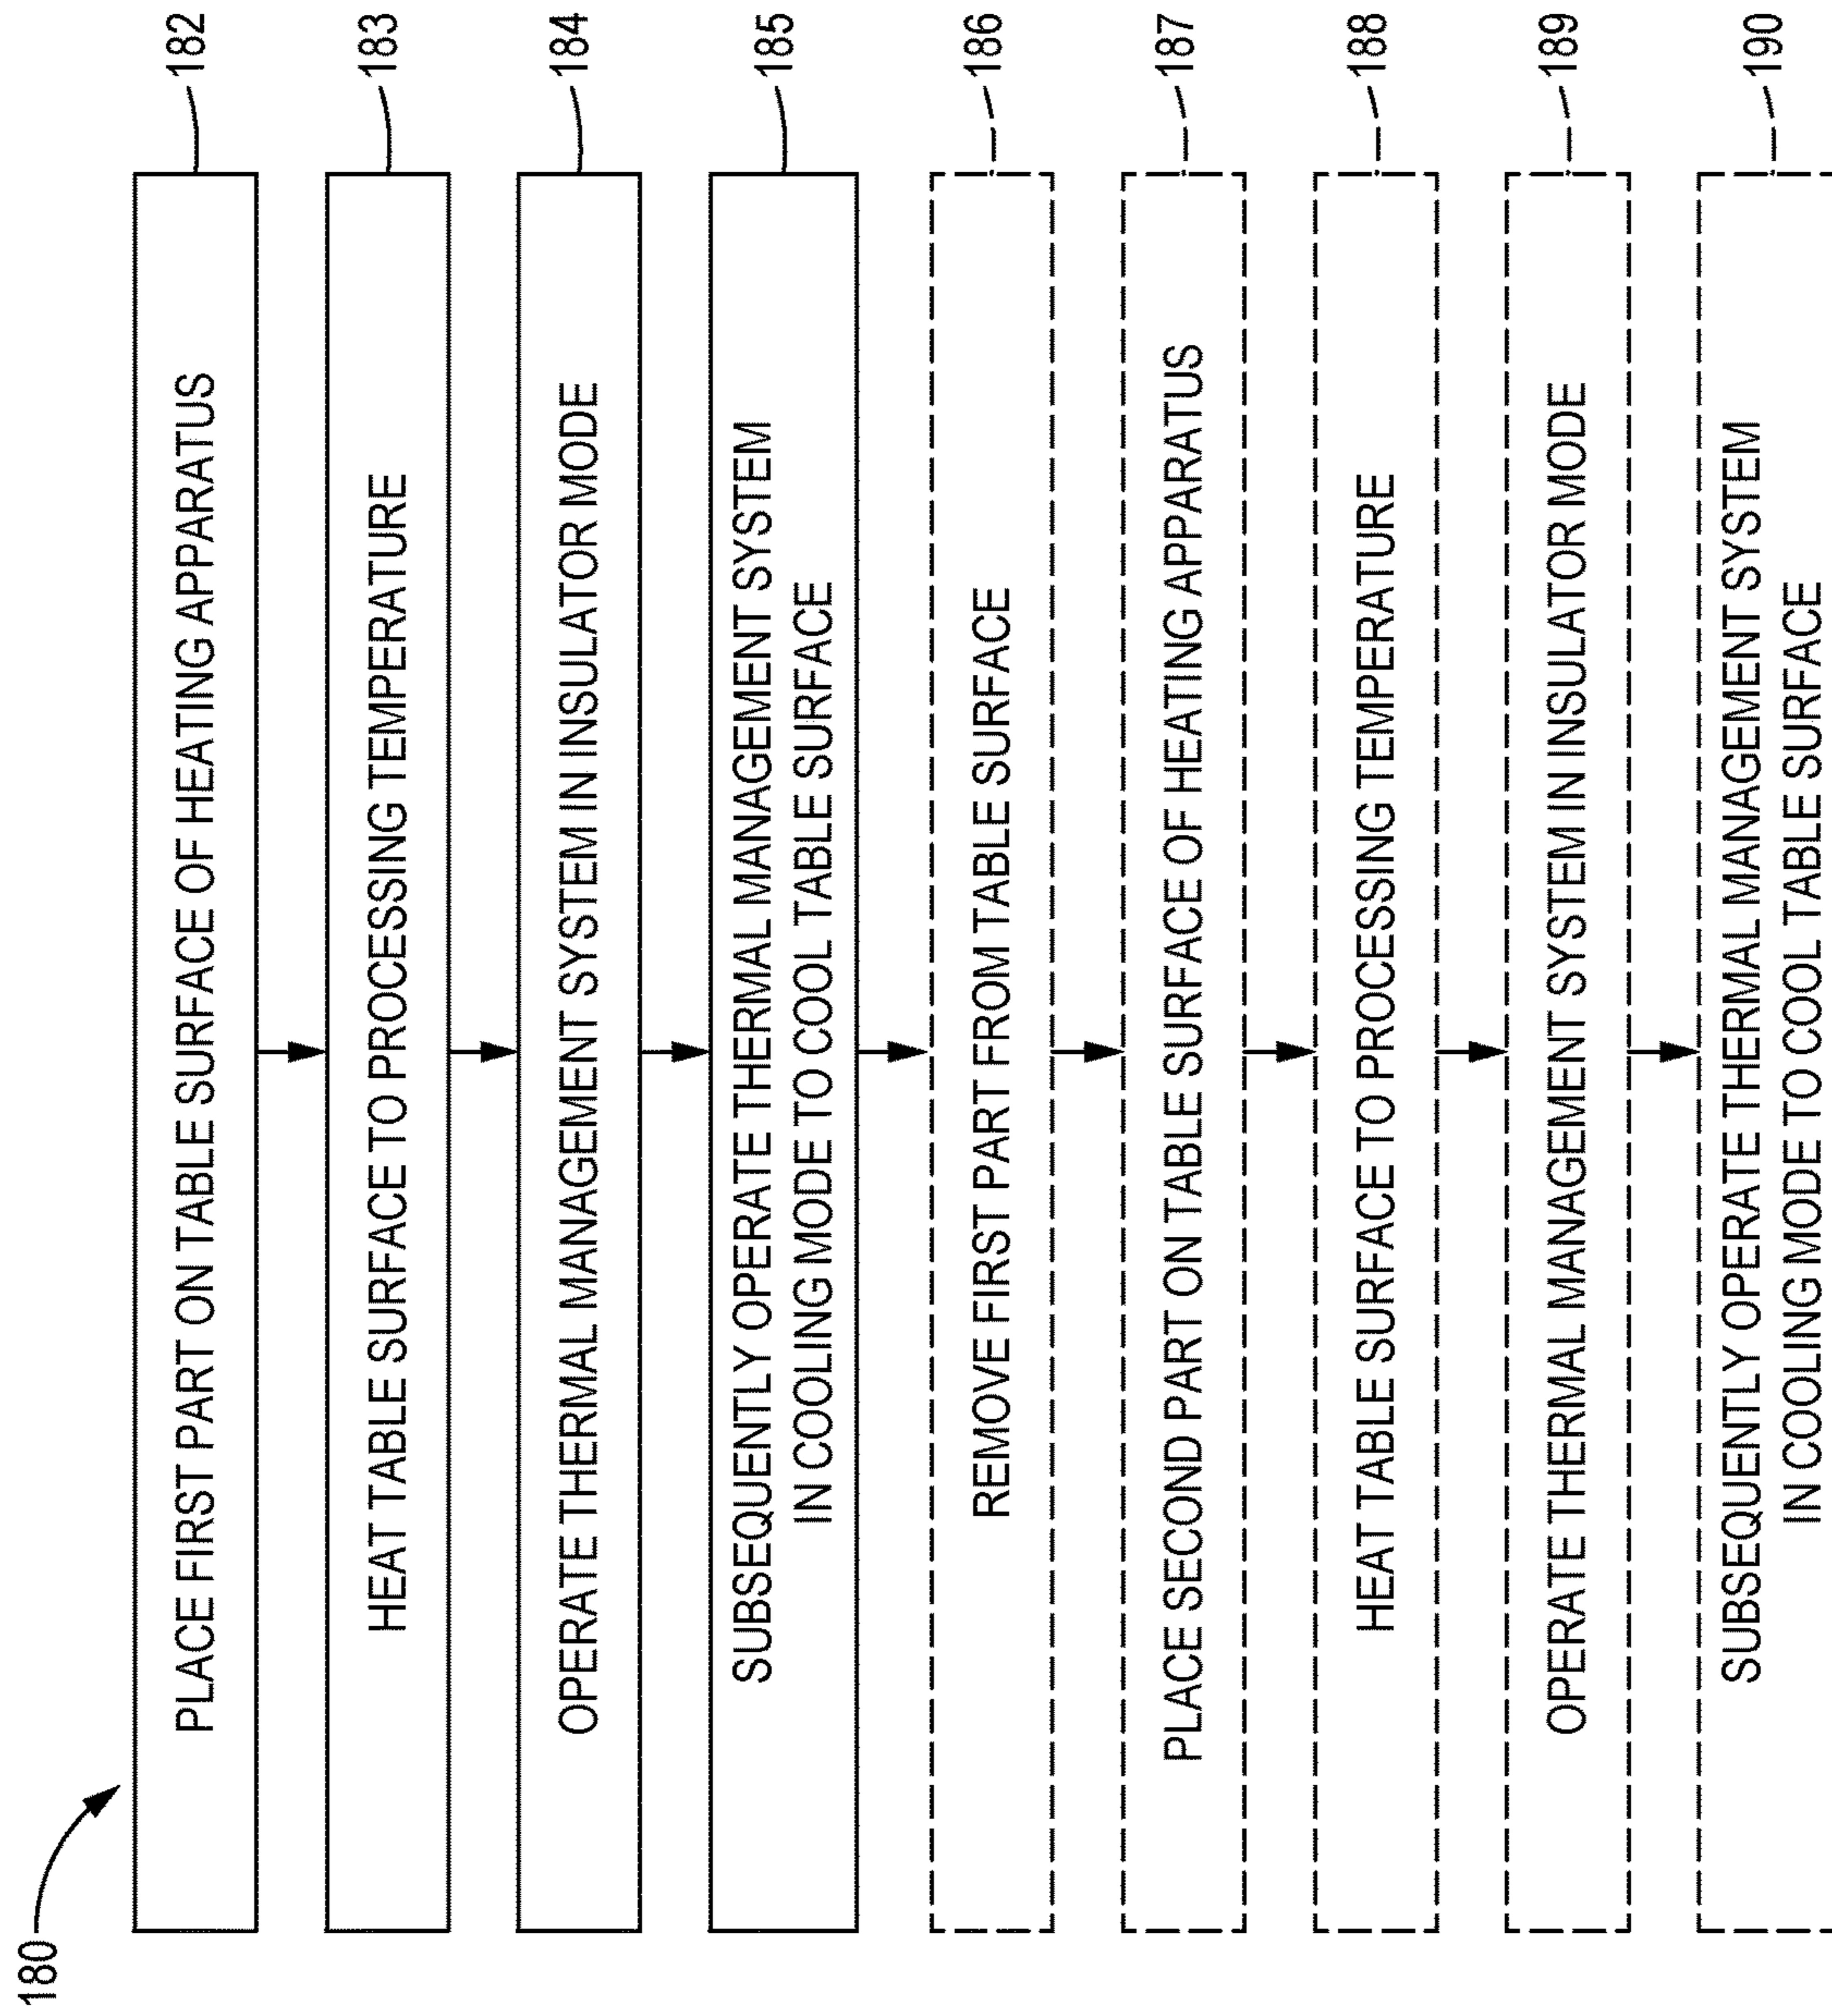 180
PLACE FIRST PART ON TABLE SURFACE OF HEATING APPARATUS
182
HEAT TABLE SURFACE TO PROCESSING TEMPERATURE
183
OPERATE THERMAL MANAGEMENT SYSTEM IN INSULATOR MODE
184
SUBSEQUENTLY OPERATE THERMAL MANAGEMENT SYSTEM
IN COOLING MODE TO COOL TABLE SURFACE
185
REMOVE FIRST PART FROM TABLE SURFACE
186
PLACE SECOND PART ON TABLE SURFACE OF HEATING APPARATUS
187
HEAT TABLE SURFACE TO PROCESSING TEMPERATURE
188
OPERATE THERMAL MANAGEMENT SYSTEM IN INSULATOR MODE
189
SUBSEQUENTLY OPERATE THERMAL MANAGEMENT SYSTEM
IN COOLING MODE TO COOL TABLE SURFACE
190